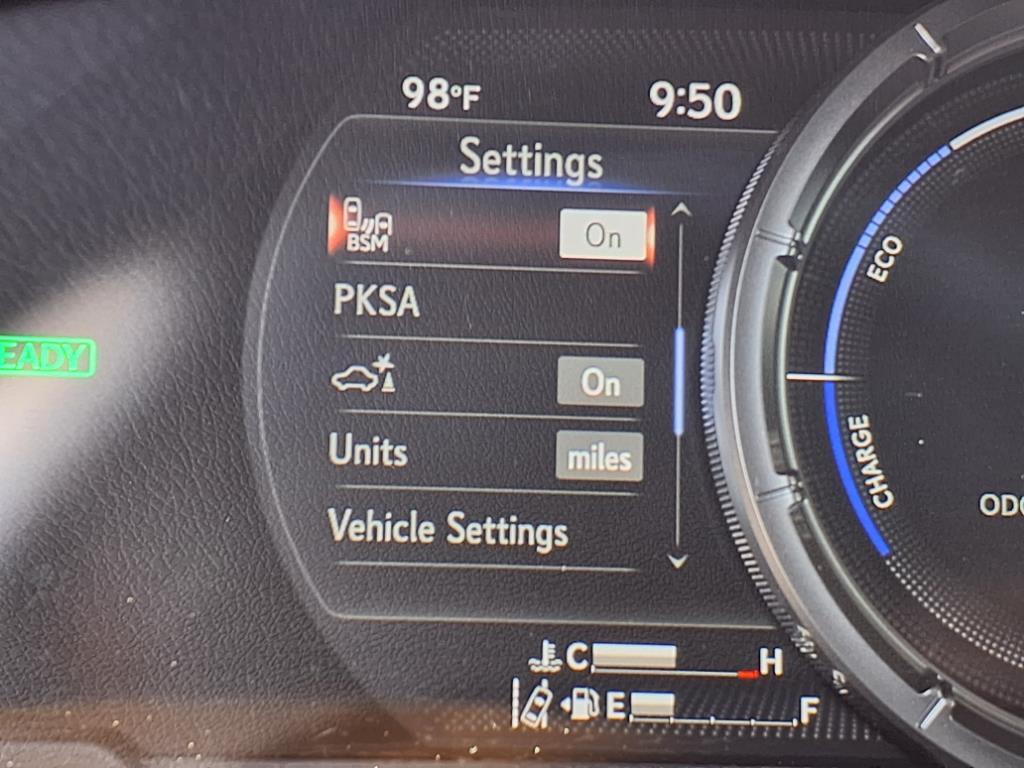 98°F 9:50
Settings
BSM On
PKSA
On
Units miles
Vehicle Settings
ECO
CHARGE
C H
E F